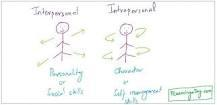 Interpersonal
Intrapersonal
Personality
or
Social skills
Character
or
Self management
skills